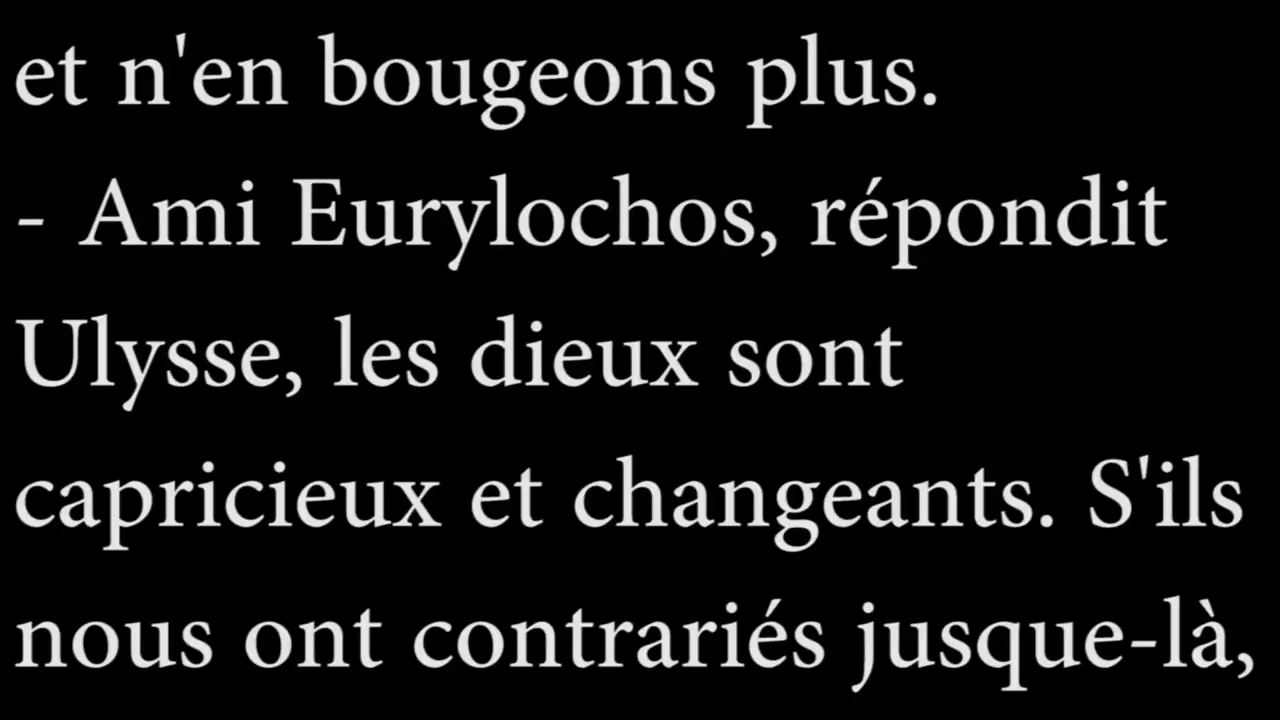 et n'en bougeons plus.
- Ami Eurylochos, répondit
Ulysse, les dieux sont
capricieux et changeants. S'ils
nous ont contrariés jusque-là,